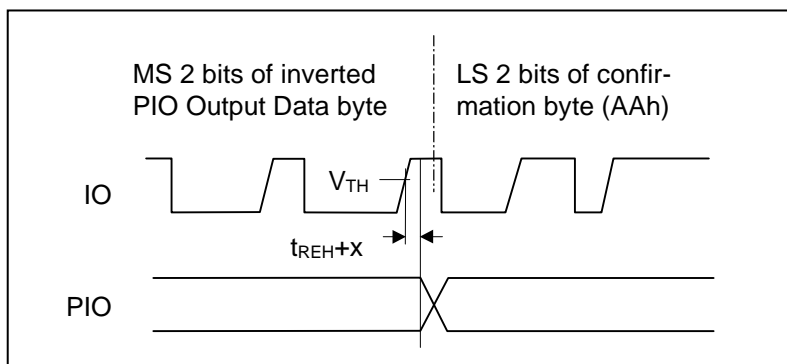 MS 2 bits of inverted
PIO Output Data byte
LS 2 bits of confir-
mation byte (AAh)
IO
VTH
tREH+x
PIO